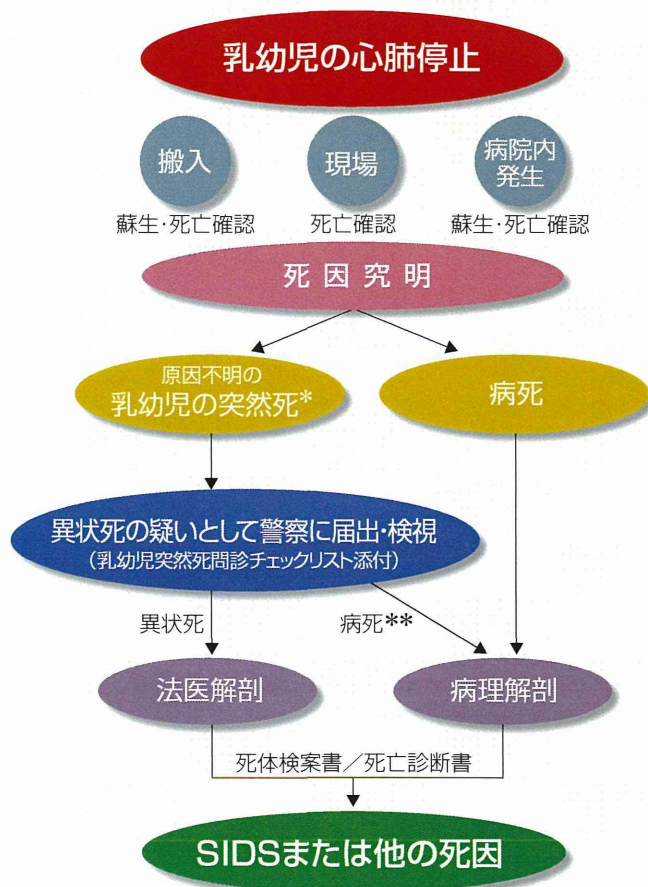 乳幼児の心肺停止
搬入
現場
病院内
発生
蘇生・死亡確認
死亡確認
蘇生・死亡確認
死因究明
原因不明の
乳幼児の突然死*
病死
異状死の疑いとして警察に届出・検視
(乳幼児突然死問診チェックリスト添付)
異状死
病死**
法医解剖
病理解剖
死体検案書／死亡診断書
SIDSまたは他の死因